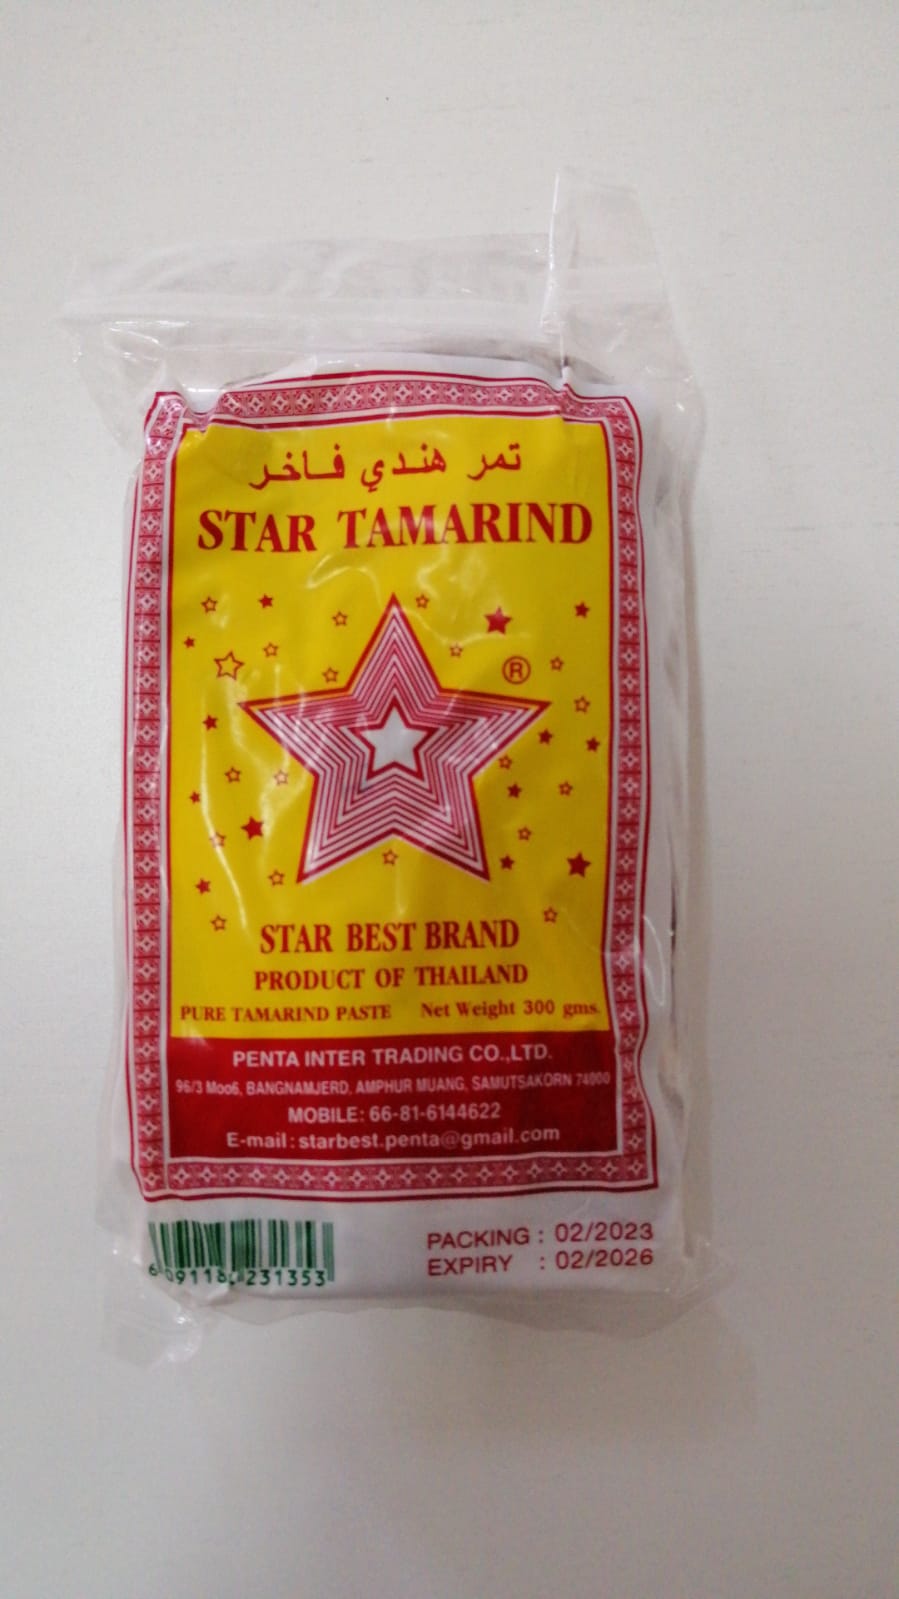 تمر هندي فاخر
STAR TAMARIND
®
STAR BEST BRAND
PRODUCT OF THAILAND
PURE TAMARIND PASTE Net Weight 300 gms.
PENTA INTER TRADING CO.,LTD.
96/3 Moo6, BANGNAMJERD, AMPHUR MUANG, SAMUTSAKORN 74000
MOBILE: 66-81-6144622
E-mail : starbest.penta@gmail.com
PACKING : 02/2023
EXPIRY : 02/2026
231353